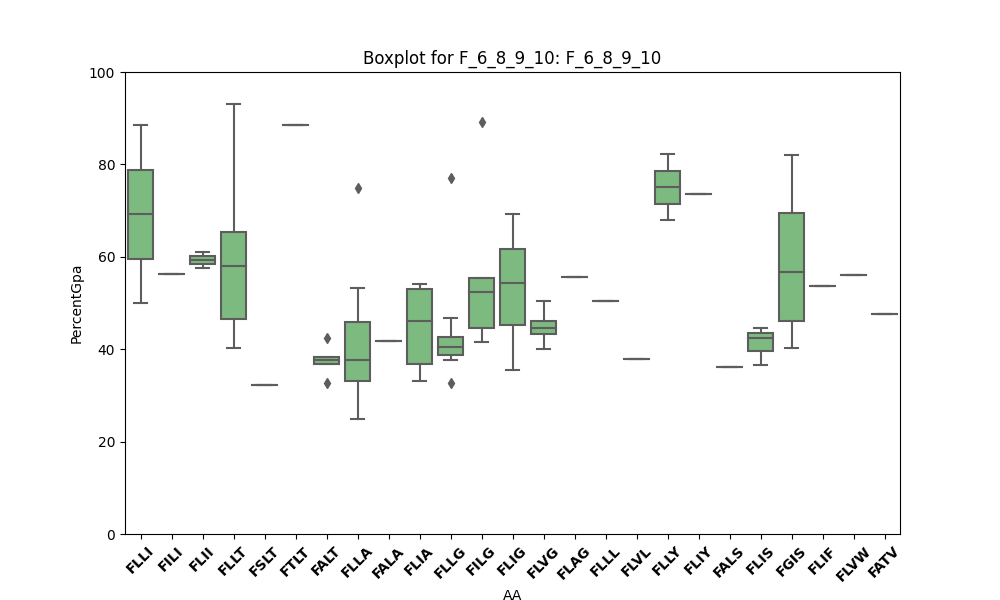 Boxplot for F_6_8_9_10: F_6_8_9_10
100
80
60
40
20
0
PercentGpa
FLLI FILI FLII FLLT FSLT FTLT FALT FLLA FALA FLIA FLLG FILG FLIG FLVG FLAG FLLL FLVL FLLY FLIY FALS FLIS FGIS FLIF FLVW FATV
AA